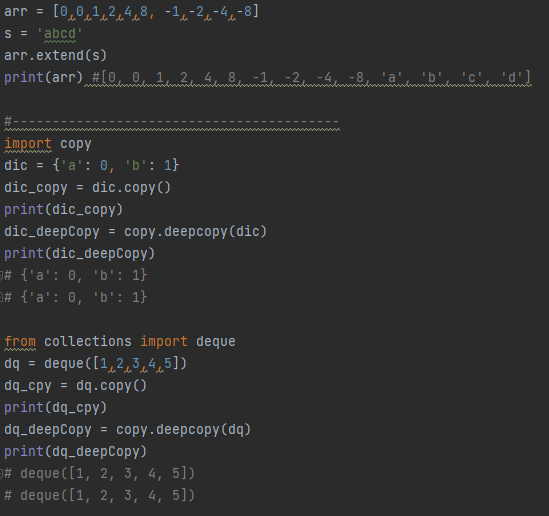 arr = [0,0,1,2,4,8, -1,-2,-4,-8]
s = 'abcd'
arr.extend(s)
print(arr) #[0, 0, 1, 2, 4, 8, -1, -2, -4, -8, 'a', 'b', 'c', 'd']
#-----------------------------------------
import copy
dic = {'a': 0, 'b': 1}
dic_copy = dic.copy()
print(dic_copy)
dic_deepCopy = copy.deepcopy(dic)
print(dic_deepCopy)
# {'a': 0, 'b': 1}
# {'a': 0, 'b': 1}
from collections import deque
dq = deque([1,2,3,4,5])
dq_cpy = dq.copy()
print(dq_cpy)
dq_deepCopy = copy.deepcopy(dq)
print(dq_deepCopy)
# deque([1, 2, 3, 4, 5])
# deque([1, 2, 3, 4, 5])